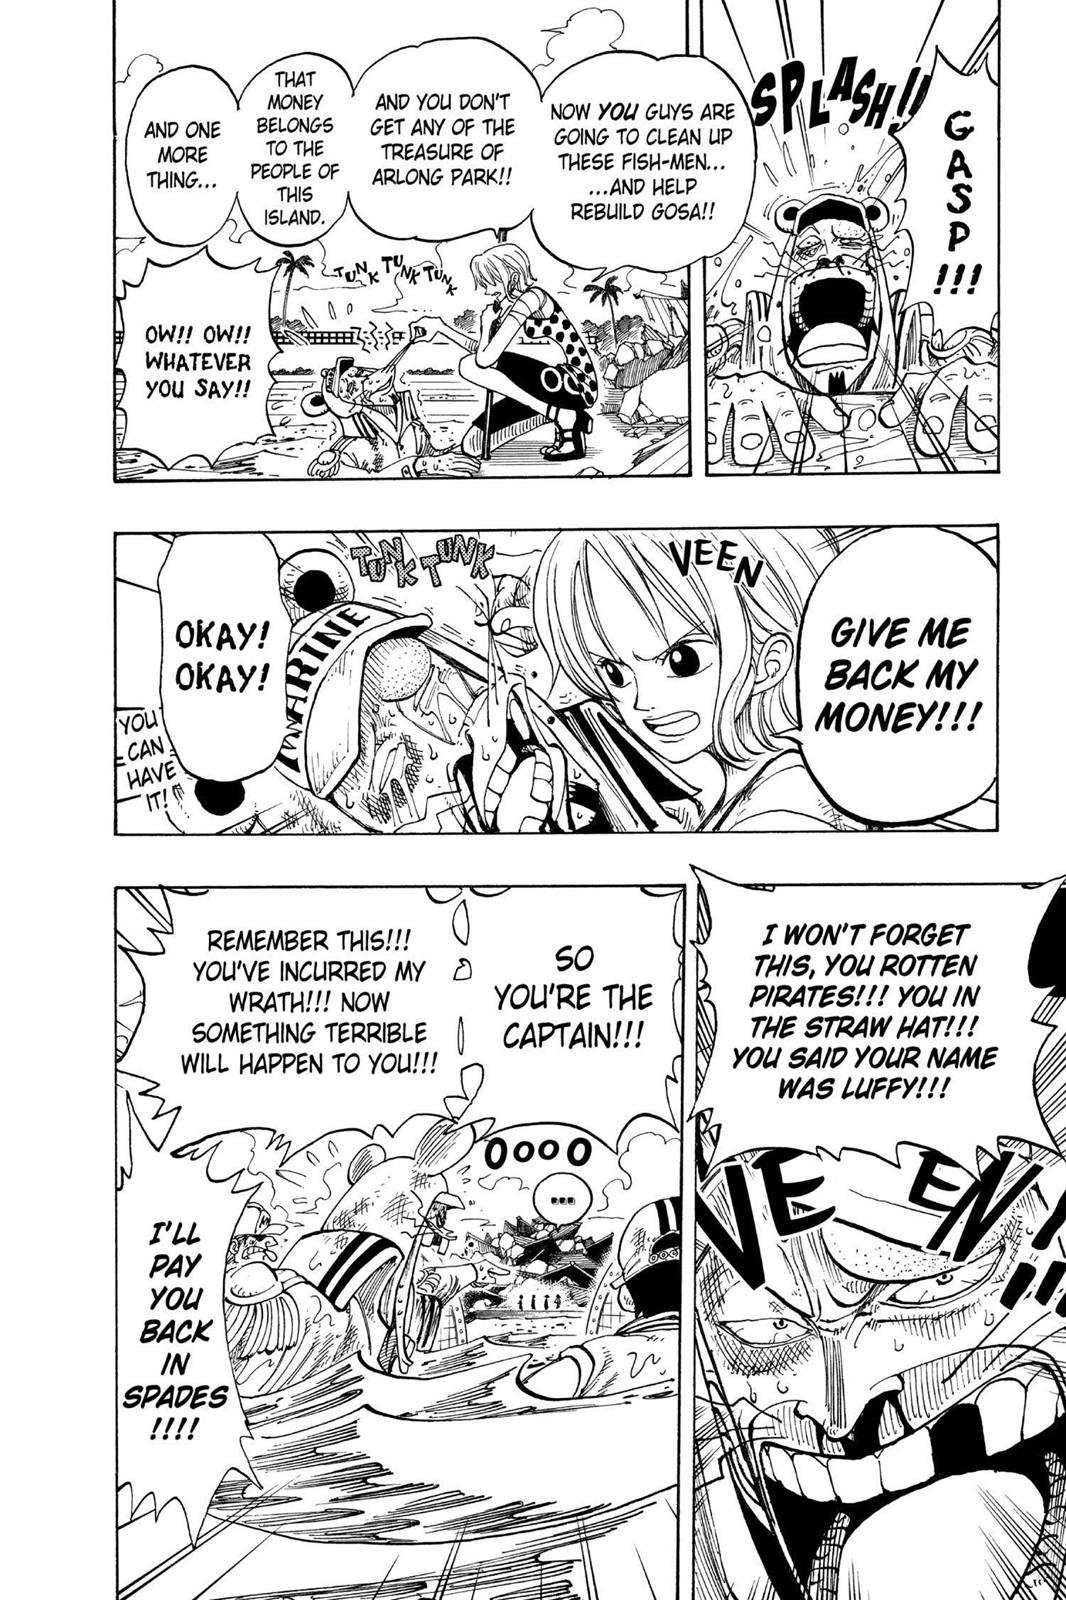 SPLASH!!
GASP!!!
NOW YOU GUYS ARE
GOING TO CLEAN UP
THESE FISH-MEN...
...AND HELP
REBUILD GOSA!!
AND YOU DON'T
GET ANY OF THE
TREASURE OF
ARLONG PARK!!
THAT
MONEY
BELONGS
TO THE
PEOPLE OF
THIS
ISLAND.
AND ONE
MORE
THING...
TUNK TUNK TUNK
OW!! OW!!
WHATEVER
YOU SAY!!
GIVE ME
BACK MY
MONEY!!!
VEEN
TUNK TUNK
MARINE
OKAY!
OKAY!
YOU
CAN
HAVE
IT!
I WON'T FORGET
THIS, YOU ROTTEN
PIRATES!!! YOU IN
THE STRAW HAT!!!
YOU SAID YOUR NAME
WAS LUFFY!!!
VEEEN!!!
SO
YOU'RE THE
CAPTAIN!!!
REMEMBER THIS!!!
YOU'VE INCURRED MY
WRATH!!! NOW
SOMETHING TERRIBLE
WILL HAPPEN TO YOU!!!
OOOO
...
I'LL
PAY
YOU
BACK
IN
SPADES
!!!!